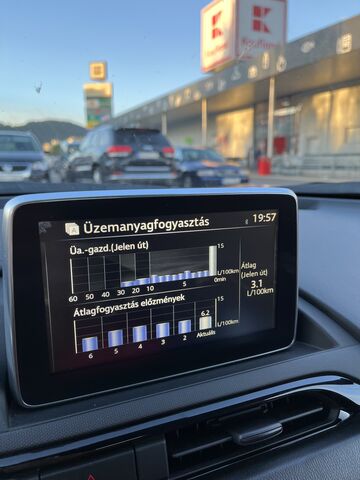 K
Kaufland
Üzemanyagfogyasztás
19:57
Üa.-gazd.(Jelen út)
15
L/100km
60 50 40 30 20 10 5 0min
Átlag
(Jelen út)
3.1
L/100km
Átlagfogyasztás előzmények
15
6.2
L/100km
6 5 4 3 2 Aktuális